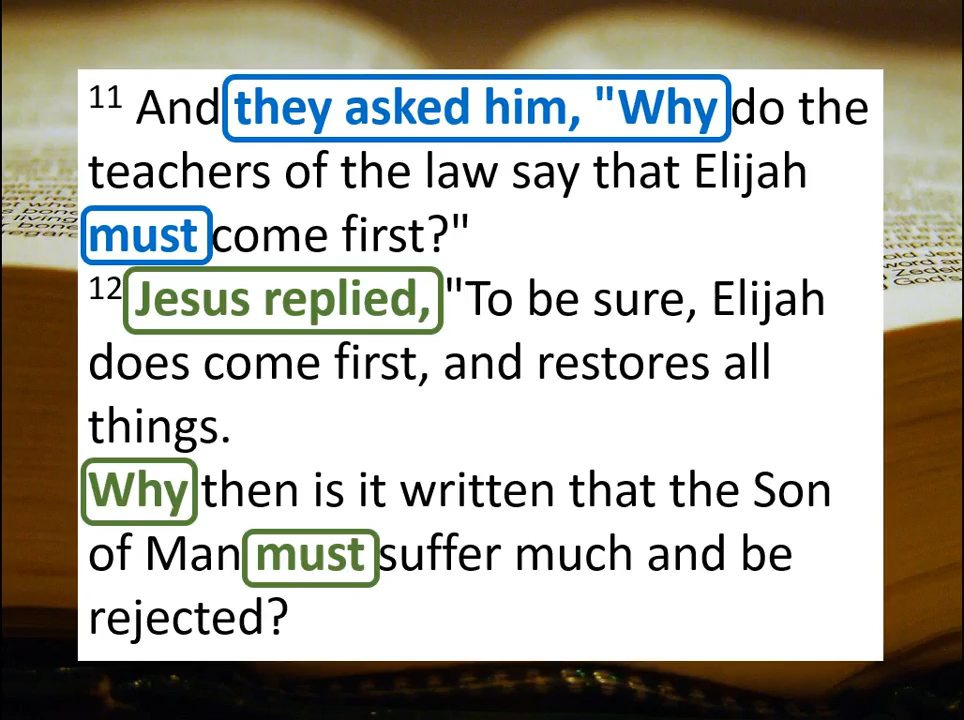 11 And they asked him, "Why do the
teachers of the law say that Elijah
must come first?"
12 Jesus replied, "To be sure, Elijah
does come first, and restores all
things.
Why then is it written that the Son
of Man must suffer much and be
rejected?